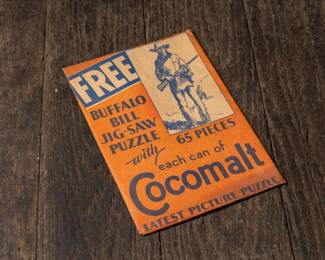 FREE
BUFFALO
BILL
JIG-SAW
PUZZLE
with
65 PIECES
each can of
Cocomalt
LATEST PICTURE PUZZLE